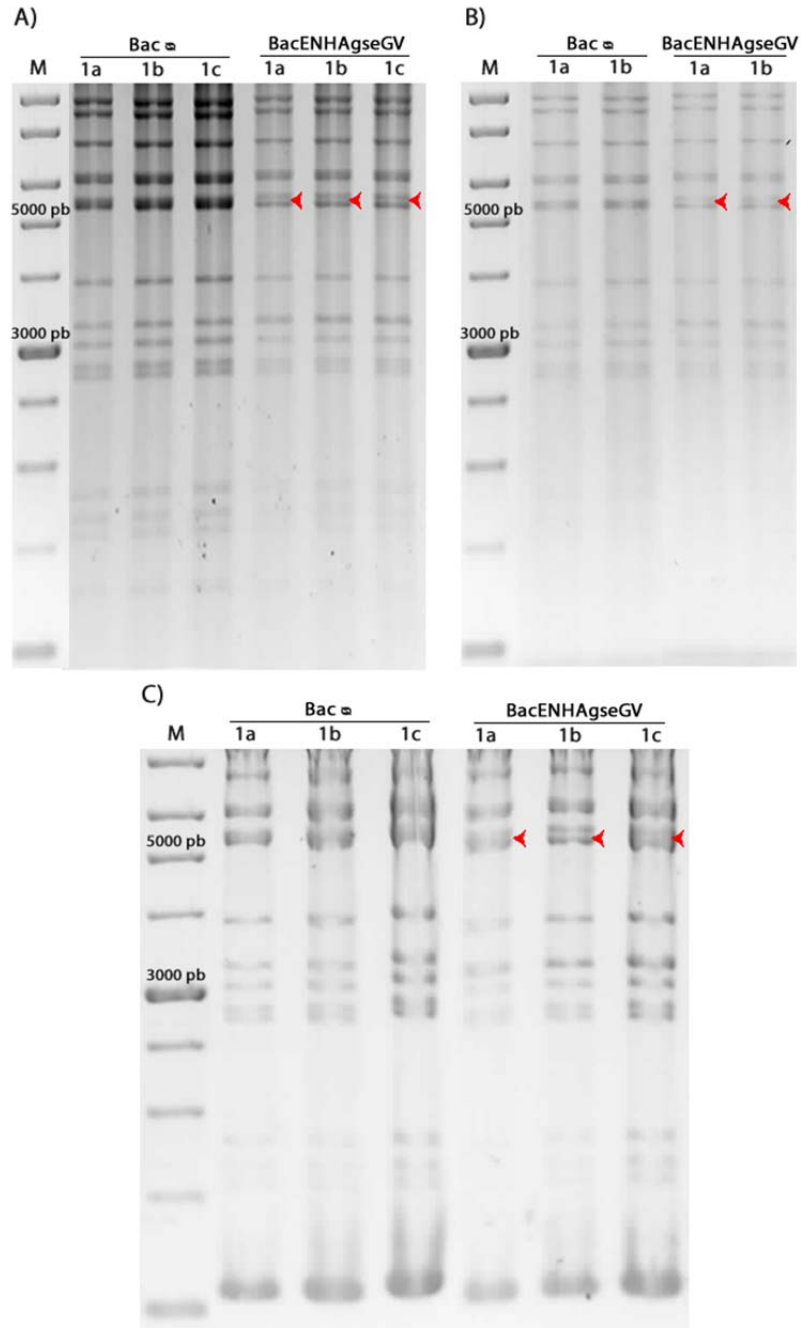 A)
Bac ⌀ BacENHAgseGV
M 1a 1b 1c 1a 1b 1c
5000 pb
3000 pb
B)
Bac ⌀ BacENHAgseGV
M 1a 1b 1a 1b
5000 pb
3000 pb
C)
Bac ⌀ BacENHAgseGV
M 1a 1b 1c 1a 1b 1c
5000 pb
3000 pb